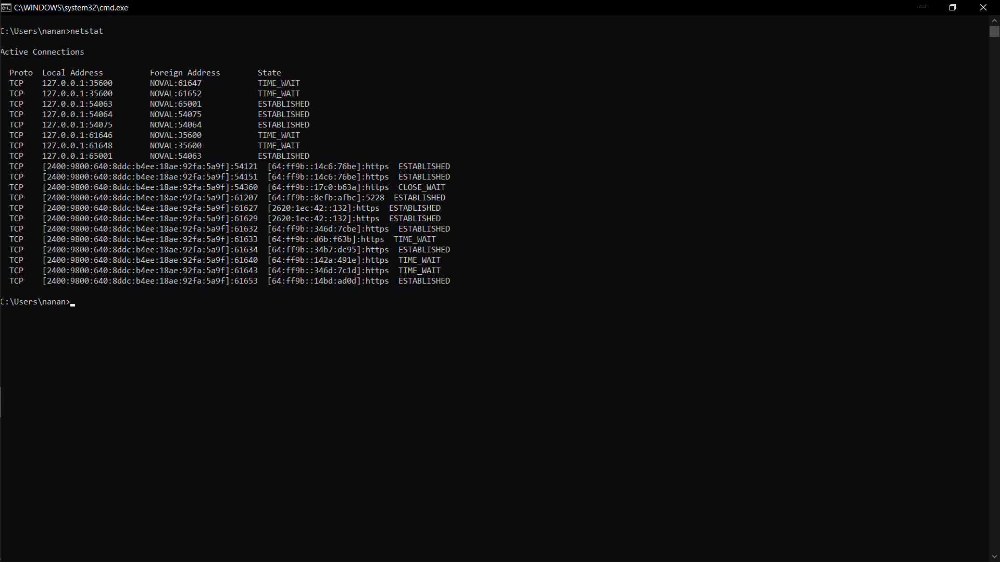 C:\WINDOWS\system32\cmd.exe
C:\Users\nanan>netstat
Active Connections
Proto  Local Address          Foreign Address        State
TCP    127.0.0.1:35600        NOVAL:61647            TIME_WAIT
TCP    127.0.0.1:35600        NOVAL:61652            TIME_WAIT
TCP    127.0.0.1:54063        NOVAL:65001            ESTABLISHED
TCP    127.0.0.1:54064        NOVAL:54075            ESTABLISHED
TCP    127.0.0.1:54075        NOVAL:54064            ESTABLISHED
TCP    127.0.0.1:61646        NOVAL:35600            TIME_WAIT
TCP    127.0.0.1:61648        NOVAL:35600            TIME_WAIT
TCP    127.0.0.1:65001        NOVAL:54063            ESTABLISHED
TCP    [2400:9800:640:8ddc:b4ee:18ae:92fa:5a9f]:54121  [64:ff9b::14c6:76be]:https  ESTABLISHED
TCP    [2400:9800:640:8ddc:b4ee:18ae:92fa:5a9f]:54151  [64:ff9b::14c6:76be]:https  ESTABLISHED
TCP    [2400:9800:640:8ddc:b4ee:18ae:92fa:5a9f]:54360  [64:ff9b::17c0:b63a]:https  CLOSE_WAIT
TCP    [2400:9800:640:8ddc:b4ee:18ae:92fa:5a9f]:61207  [64:ff9b::8efb:afbc]:5228  ESTABLISHED
TCP    [2400:9800:640:8ddc:b4ee:18ae:92fa:5a9f]:61627  [2620:1ec:42::132]:https  ESTABLISHED
TCP    [2400:9800:640:8ddc:b4ee:18ae:92fa:5a9f]:61629  [2620:1ec:42::132]:https  ESTABLISHED
TCP    [2400:9800:640:8ddc:b4ee:18ae:92fa:5a9f]:61632  [64:ff9b::346d:7cbe]:https  ESTABLISHED
TCP    [2400:9800:640:8ddc:b4ee:18ae:92fa:5a9f]:61633  [64:ff9b::d6b:f63b]:https  TIME_WAIT
TCP    [2400:9800:640:8ddc:b4ee:18ae:92fa:5a9f]:61634  [64:ff9b::34b7:dc95]:https  ESTABLISHED
TCP    [2400:9800:640:8ddc:b4ee:18ae:92fa:5a9f]:61640  [64:ff9b::142a:491e]:https  TIME_WAIT
TCP    [2400:9800:640:8ddc:b4ee:18ae:92fa:5a9f]:61643  [64:ff9b::346d:7c1d]:https  TIME_WAIT
TCP    [2400:9800:640:8ddc:b4ee:18ae:92fa:5a9f]:61653  [64:ff9b::14bd:ad0d]:https  ESTABLISHED
C:\Users\nanan>